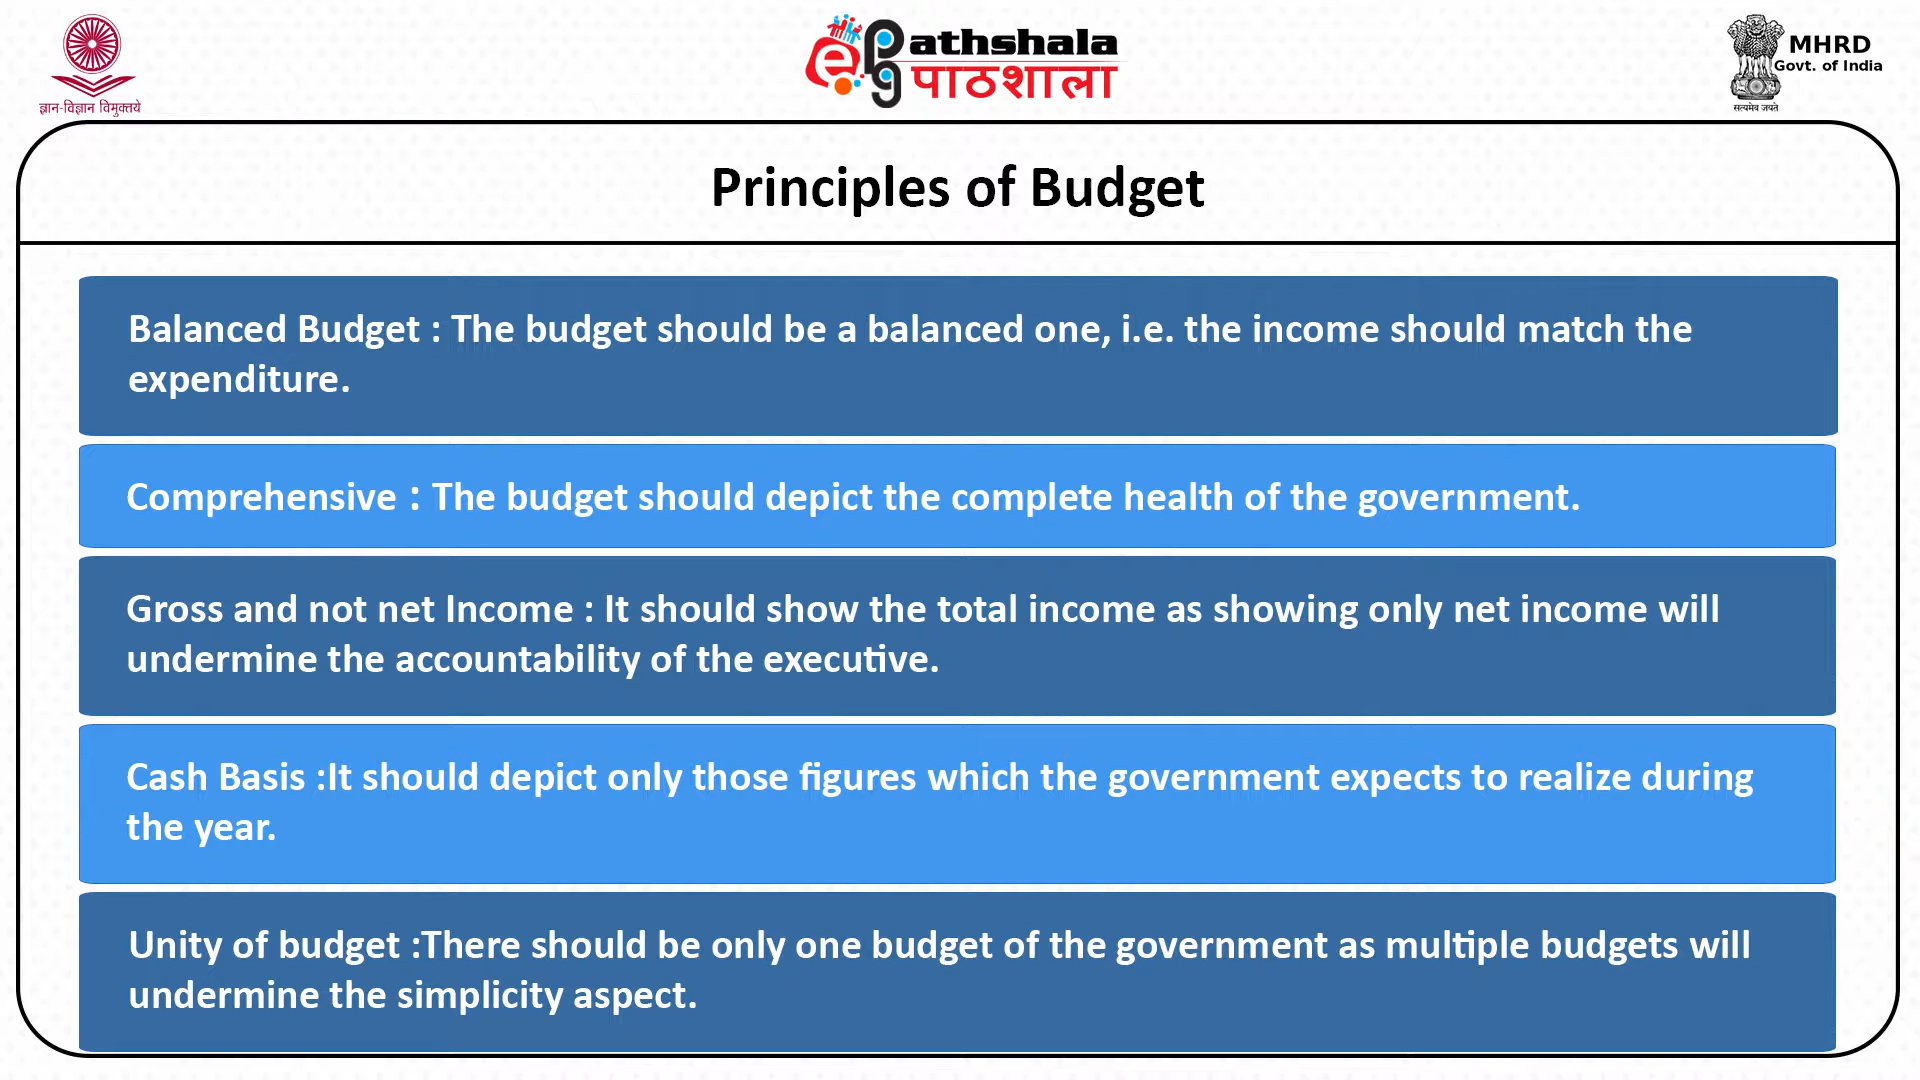 ज्ञान-विज्ञान विमुक्तये
e pg athshala
पाठशाला
MHRD
Govt. of India
सत्यमेव जयते
Principles of Budget
Balanced Budget : The budget should be a balanced one, i.e. the income should match the
expenditure.
Comprehensive : The budget should depict the complete health of the government.
Gross and not net Income : It should show the total income as showing only net income will
undermine the accountability of the executive.
Cash Basis :It should depict only those figures which the government expects to realize during
the year.
Unity of budget :There should be only one budget of the government as multiple budgets will
undermine the simplicity aspect.